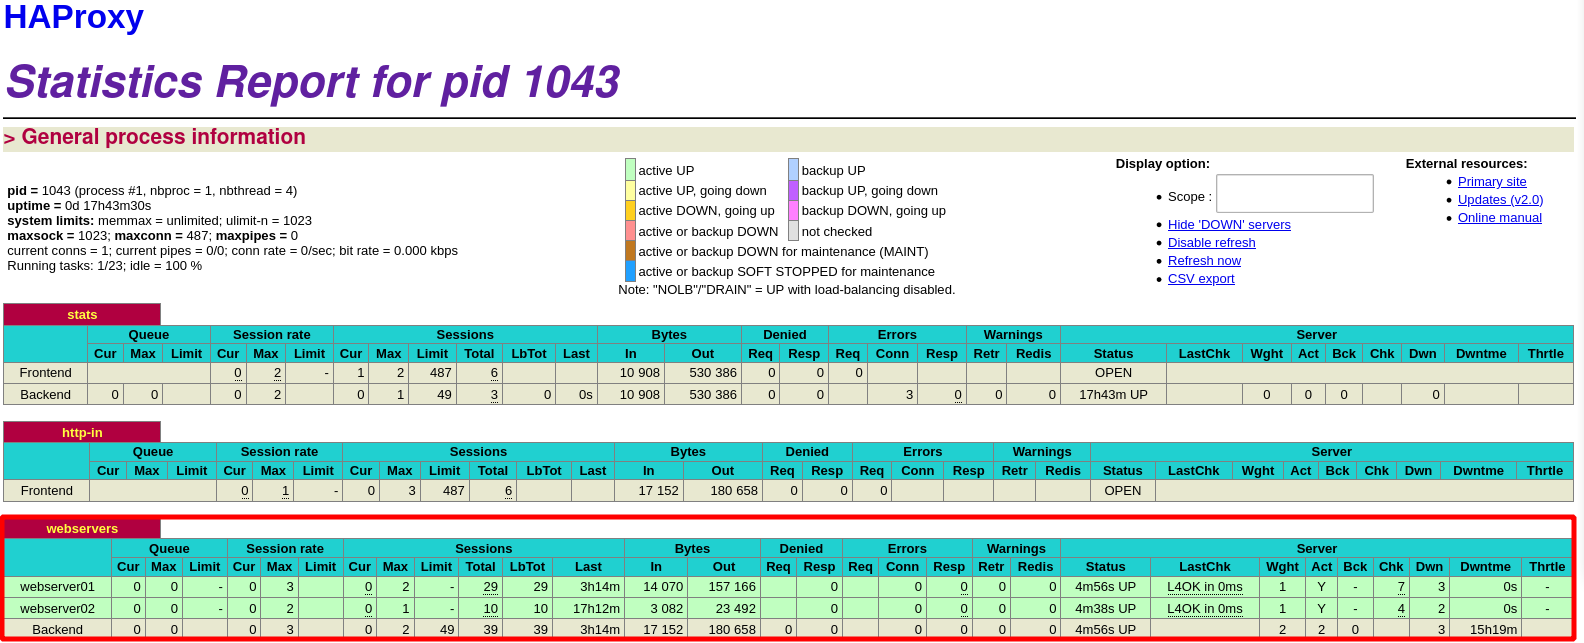 HAProxy
Statistics Report for pid 1043
> General process information
pid = 1043 (process #1, nbproc = 1, nbthread = 4)
uptime = 0d 17h43m30s
system limits: memmax = unlimited; ulimit-n = 1023
maxsock = 1023; maxconn = 487; maxpipes = 0
current conns = 1; current pipes = 0/0; conn rate = 0/sec; bit rate = 0.000 kbps
Running tasks: 1/23; idle = 100 %
active UP backup UP
active UP, going down backup UP, going down
active DOWN, going up backup DOWN, going up
active or backup DOWN not checked
active or backup DOWN for maintenance (MAINT)
active or backup SOFT STOPPED for maintenance
Note: "NOLB"/"DRAIN" = UP with load-balancing disabled.
Display option:
Scope :
Hide 'DOWN' servers
Disable refresh
Refresh now
CSV export
External resources:
Primary site
Updates (v2.0)
Online manual
stats
Queue Session rate Sessions Bytes Denied Errors Warnings Server
Cur Max Limit Cur Max Limit Cur Max Limit Total LbTot Last In Out Req Resp Req Conn Resp Retr Redis Status LastChk Wght Act Bck Chk Dwn Dwntme Thrtle
Frontend 0 2 - 1 2 487 6 10 908 530 386 0 0 0 OPEN
Backend 0 0 0 2 0 1 49 3 0 0s 10 908 530 386 0 0 3 0 0 0 17h43m UP 0 0 0 0
http-in
Queue Session rate Sessions Bytes Denied Errors Warnings Server
Cur Max Limit Cur Max Limit Cur Max Limit Total LbTot Last In Out Req Resp Req Conn Resp Retr Redis Status LastChk Wght Act Bck Chk Dwn Dwntme Thrtle
Frontend 0 1 - 0 3 487 6 17 152 180 658 0 0 0 OPEN
webservers
Queue Session rate Sessions Bytes Denied Errors Warnings Server
Cur Max Limit Cur Max Limit Cur Max Limit Total LbTot Last In Out Req Resp Req Conn Resp Retr Redis Status LastChk Wght Act Bck Chk Dwn Dwntme Thrtle
webserver01 0 0 - 0 3 0 2 - 29 29 3h14m 14 070 157 166 0 0 0 0 0 4m56s UP L4OK in 0ms 1 Y - 7 3 0s -
webserver02 0 0 - 0 2 0 1 - 10 10 17h12m 3 082 23 492 0 0 0 0 0 4m38s UP L4OK in 0ms 1 Y - 4 2 0s -
Backend 0 0 0 3 0 2 49 39 39 3h14m 17 152 180 658 0 0 0 0 0 0 4m56s UP 2 2 0 3 15h19m